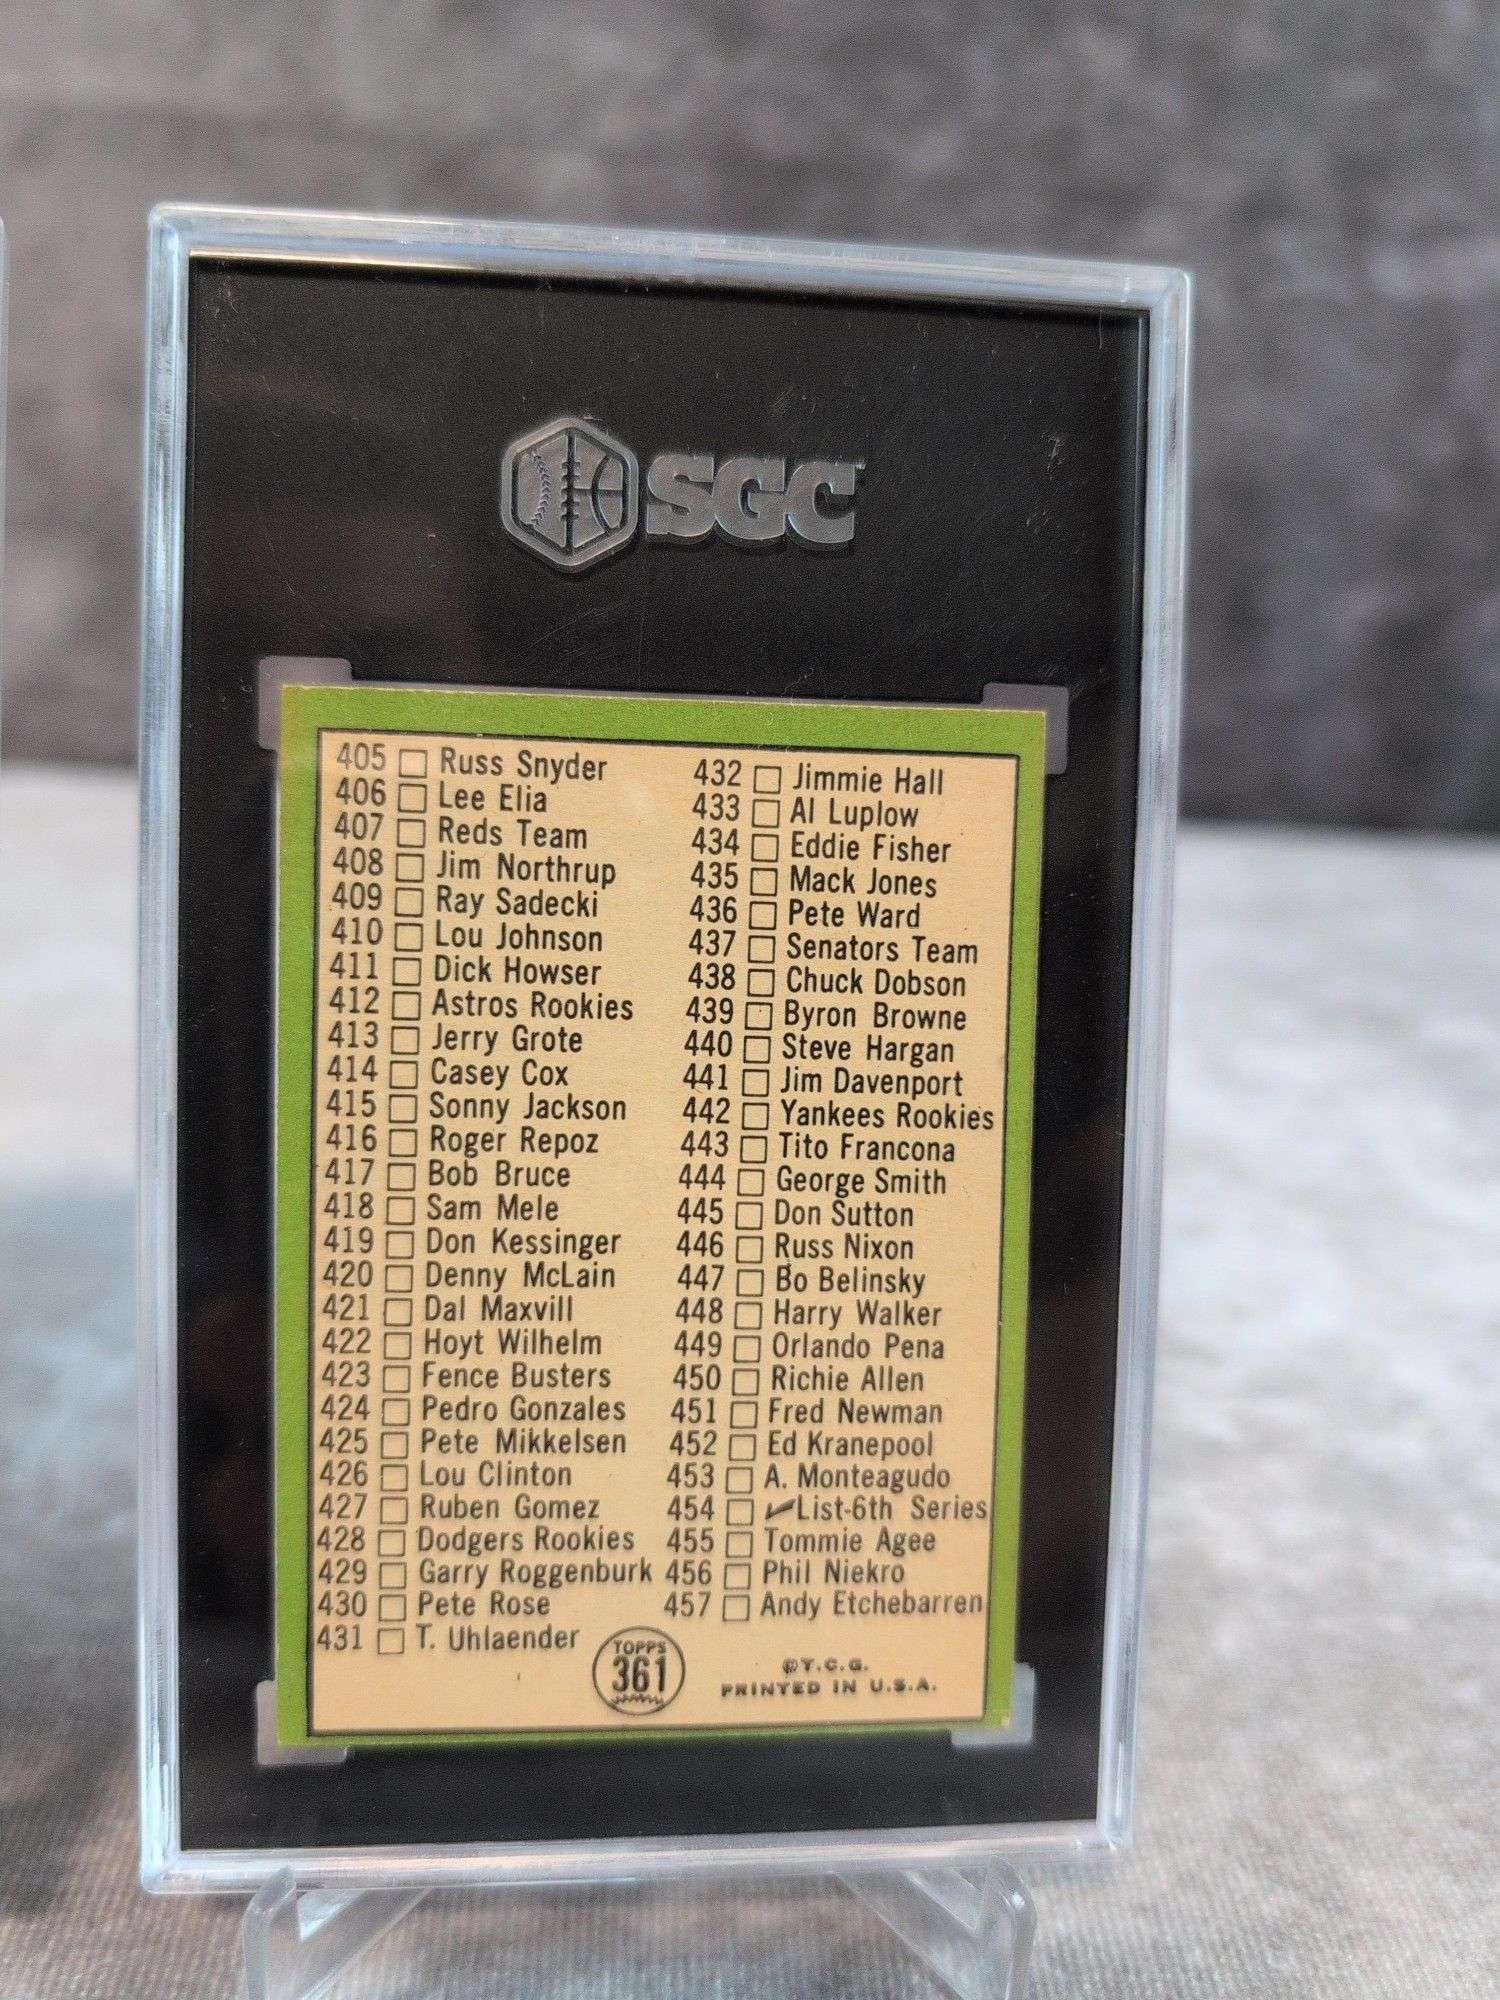 SGC
405 Russ Snyder
406 Lee Elia
407 Reds Team
408 Jim Northrup
409 Ray Sadecki
410 Lou Johnson
411 Dick Howser
412 Astros Rookies
413 Jerry Grote
414 Casey Cox
415 Sonny Jackson
416 Roger Repoz
417 Bob Bruce
418 Sam Mele
419 Don Kessinger
420 Denny McLain
421 Dal Maxvill
422 Hoyt Wilhelm
423 Fence Busters
424 Pedro Gonzales
425 Pete Mikkelsen
426 Lou Clinton
427 Ruben Gomez
428 Dodgers Rookies
429 Garry Roggenburk
430 Pete Rose
431 T. Uhlaender
432 Jimmie Hall
433 Al Luplow
434 Eddie Fisher
435 Mack Jones
436 Pete Ward
437 Senators Team
438 Chuck Dobson
439 Byron Browne
440 Steve Hargan
441 Jim Davenport
442 Yankees Rookies
443 Tito Francona
444 George Smith
445 Don Sutton
446 Russ Nixon
447 Bo Belinsky
448 Harry Walker
449 Orlando Pena
450 Richie Allen
451 Fred Newman
452 Ed Kranepool
453 A. Monteagudo
454 ✓List-6th Series
455 Tommie Agee
456 Phil Niekro
457 Andy Etchebarren
TOPPS
361
©T.C.G.
PRINTED IN U.S.A.